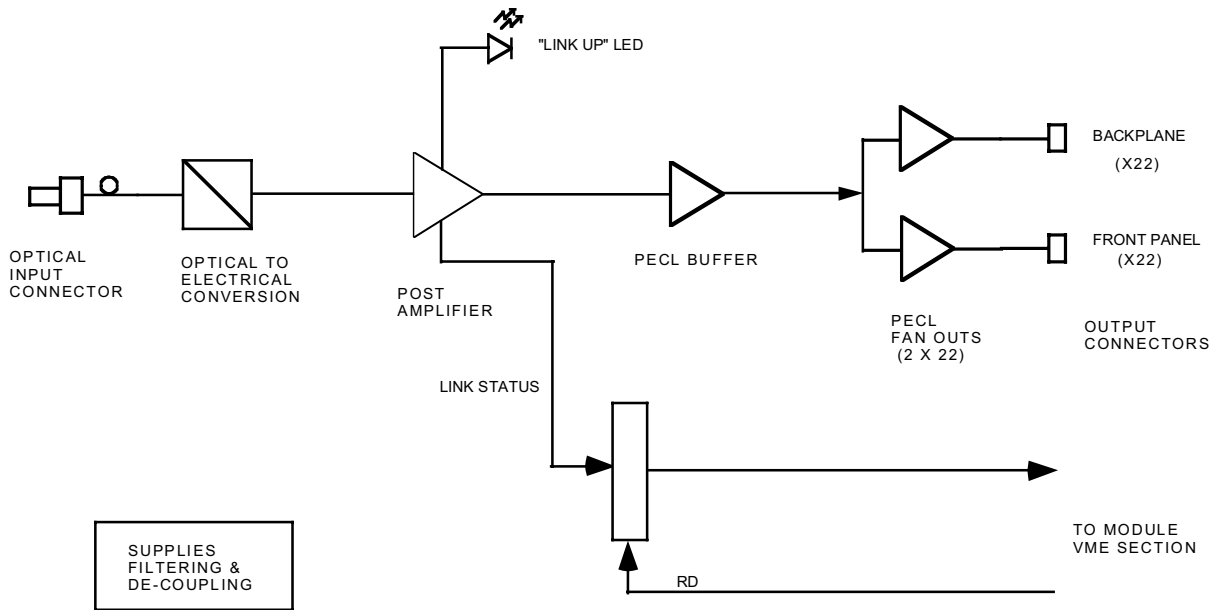 "LINK UP" LED
BACKPLANE
(X22)
OPTICAL
INPUT
CONNECTOR
OPTICAL TO
ELECTRICAL
CONVERSION
POST
AMPLIFIER
PECL BUFFER
FRONT PANEL
(X22)
PECL
FAN OUTS
(2 X 22)
OUTPUT
CONNECTORS
LINK STATUS
SUPPLIES
FILTERING &
DE-COUPLING
TO MODULE
VME SECTION
RD